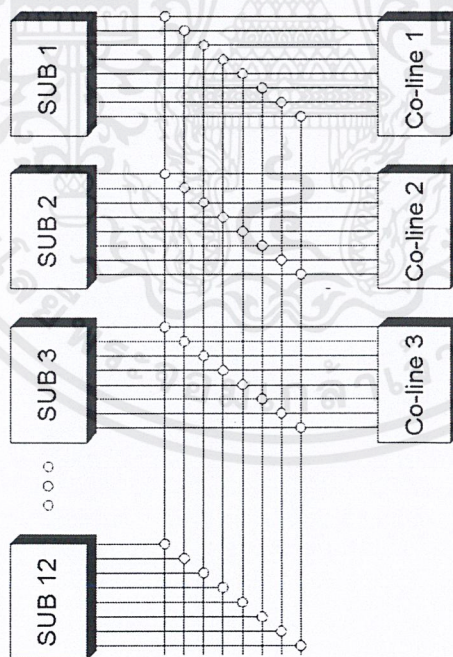 SUB 1
Co-line 1
SUB 2
Co-line 2
SUB 3
Co-line 3
SUB 12